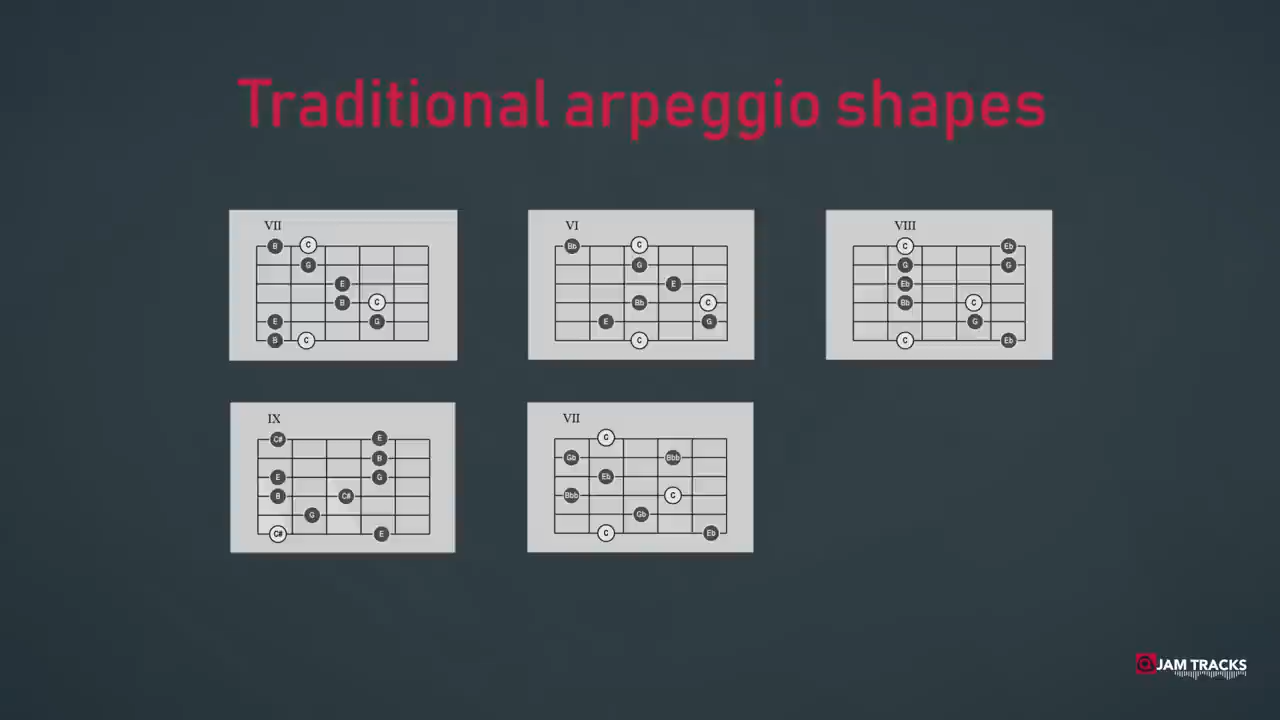 Traditional arpeggio shapes
VII
B C
G
E
B C
E G
B C
VI
Bb C
G
E
Bb C
E G
C
VIII
C Eb
G G
Eb
Bb C
G
C Eb
IX
C# E
B
E G
B C#
G
C# E
VII
C
Gb Bbb
Eb
Bbb C
Gb
C Eb
@JAM TRACKS